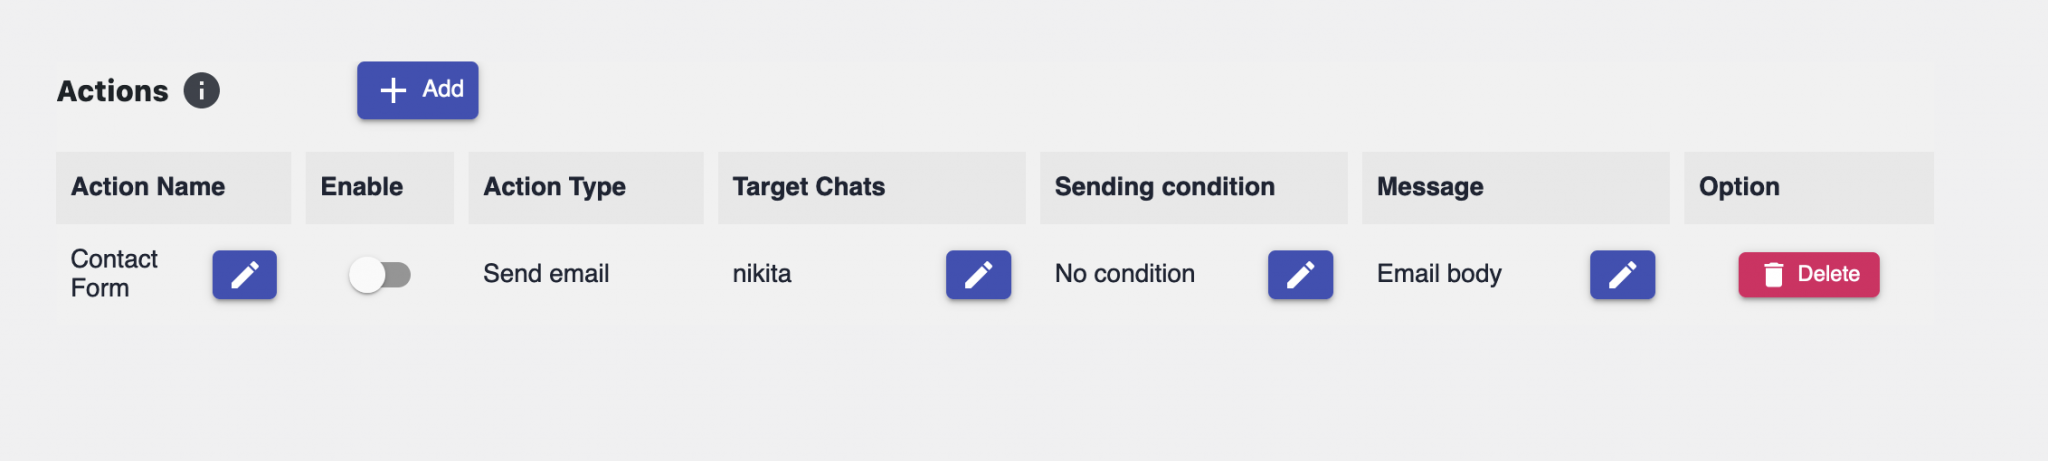 Actions
Add
Action Name
Enable
Action Type
Target Chats
Sending condition
Message
Option
Contact
Form
Send email
nikita
No condition
Email body
Delete